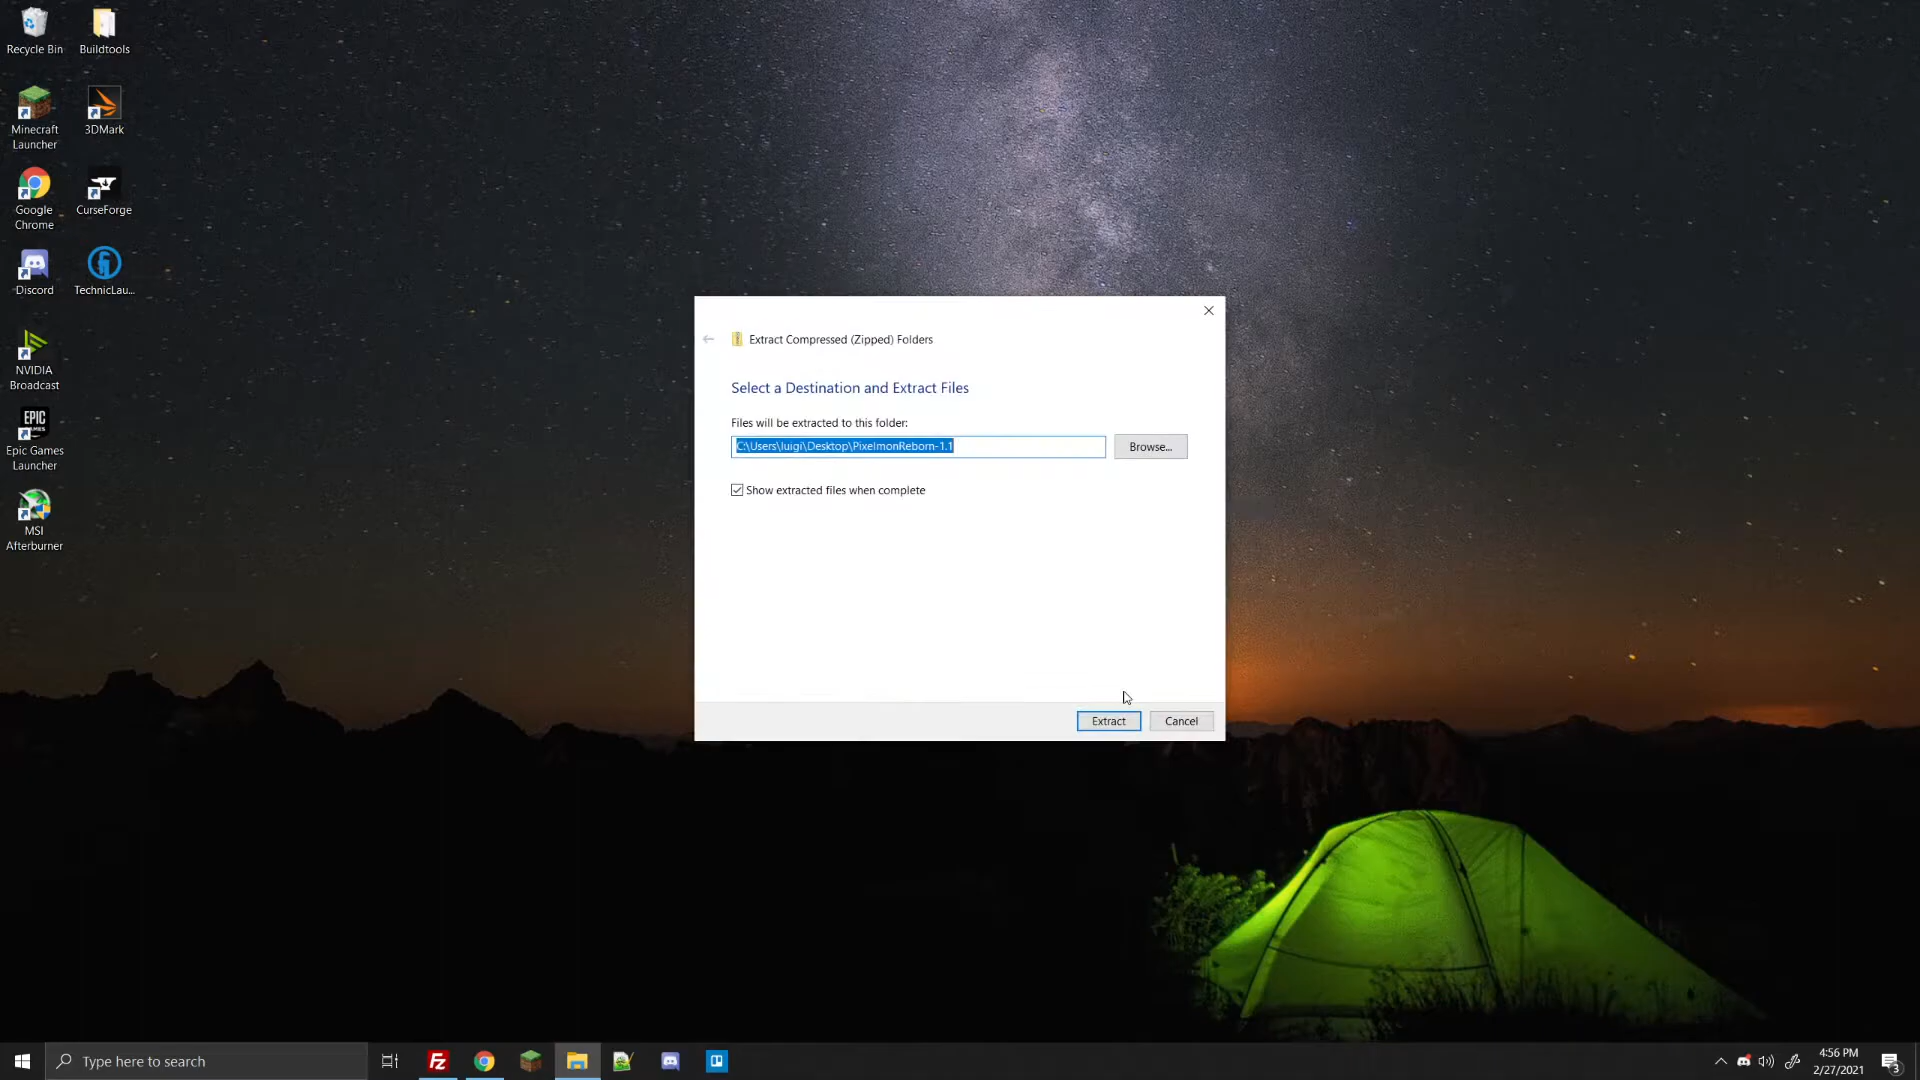 Recycle Bin
Buildtools
Minecraft
Launcher
3DMark
Google
Chrome
CurseForge
Discord
TechnicLau...
NVIDIA
Broadcast
EPIC
GAMES
Epic Games
Launcher
MSI
Afterburner
Extract Compressed (Zipped) Folders
Select a Destination and Extract Files
Files will be extracted to this folder:
C:\Users\luigi\Desktop\PixelmonReborn-1.1
Browse...
Show extracted files when complete
Extract
Cancel
Type here to search
FZ
4:56 PM
2/27/2021
3